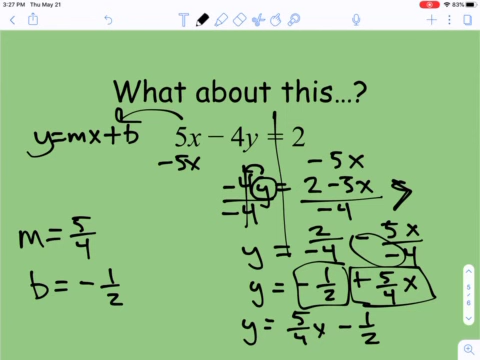 3:27 PM Thu May 21
83%
What about this...?
y=mx+b
5x − 4y = 2
-5x -5x
-4y = 2-5x
-4 -4
y = 2/-4 - 5x/-4
m = 5/4
y = -1/2 + 5/4 x
b = -1/2
y = 5/4 x - 1/2
5
6